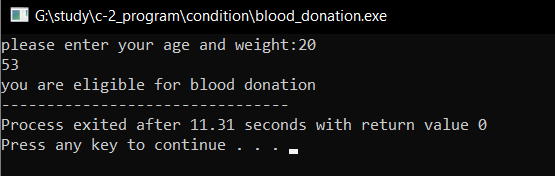 G:\study\c-2_program\condition\blood_donation.exe
please enter your age and weight:20
53
you are eligible for blood donation
--------------------------------
Process exited after 11.31 seconds with return value 0
Press any key to continue . . .